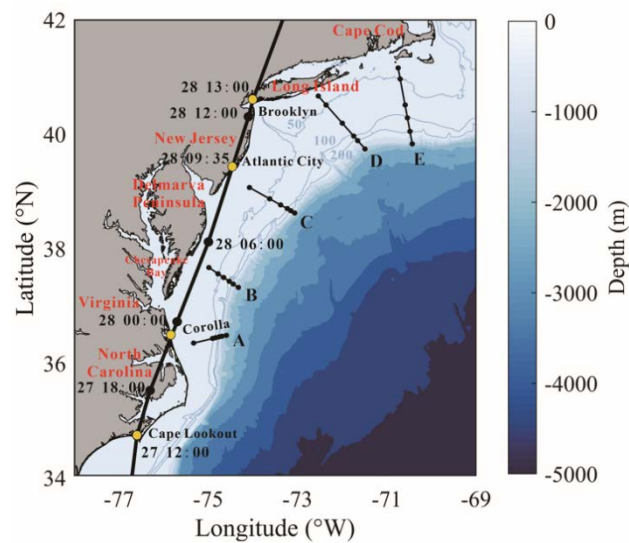 42
40
38
36
34
Latitude (°N)
-77
-75
-73
-71
-69
Longitude (°W)
Cape Cod
28 13:00
Long Island
28 12:00
Brooklyn
50
New Jersey
100
28 09:35
Atlantic City
200
D
E
Delmarva
Peninsula
C
28 06:00
Chesapeake
Bay
B
Virginia
28 00:00
Corolla
A
North
Carolina
27 18:00
Cape Lookout
27 12:00
0
-1000
-2000
-3000
-4000
-5000
Depth (m)